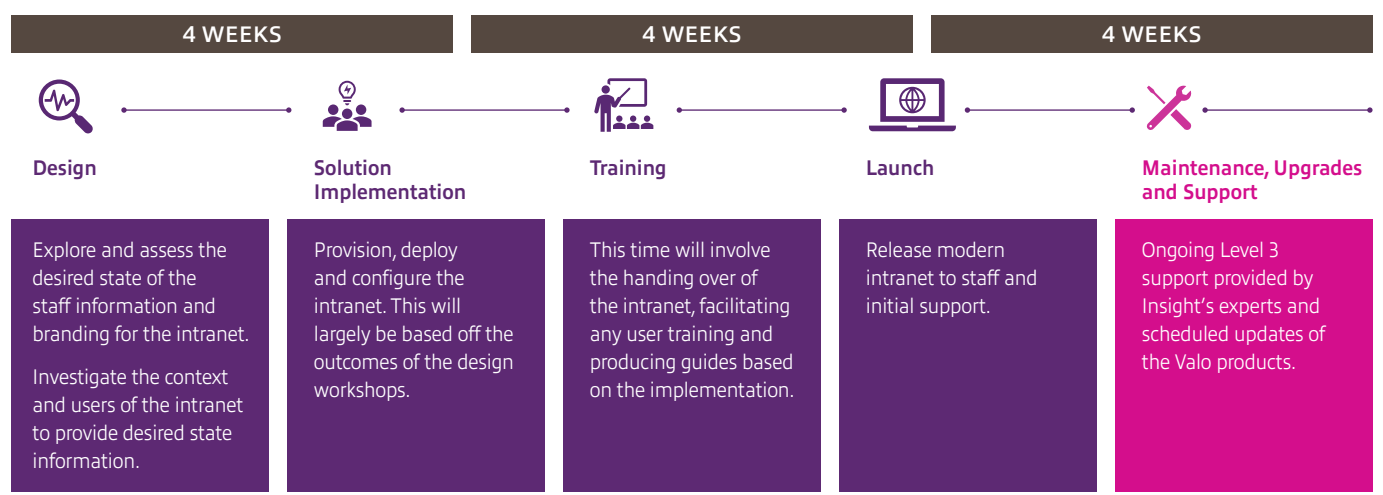 4 WEEKS
4 WEEKS
4 WEEKS
Design
Explore and assess the
desired state of the
staff information and
branding for the intranet.
Investigate the context
and users of the intranet
to provide desired state
information.
Solution
Implementation
Provision, deploy
and configure the
intranet. This will
largely be based off the
outcomes of the design
workshops.
Training
This time will involve
the handing over of
the intranet, facilitating
any user training and
producing guides based
on the implementation.
Launch
Release modern
intranet to staff and
initial support.
Maintenance, Upgrades
and Support
Ongoing Level 3
support provided by
Insight’s experts and
scheduled updates of
the Valo products.